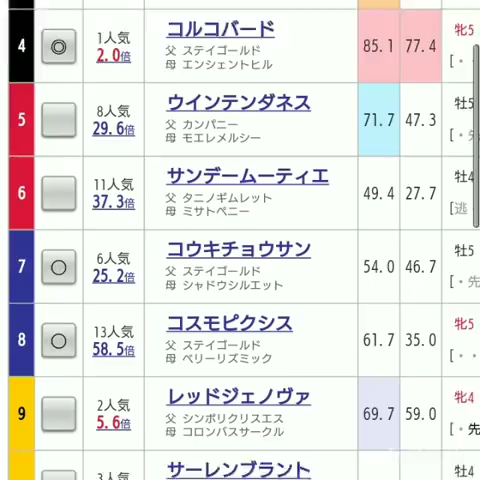 4 ◎ 1人気 2.0倍 コルコバード 父 ステイゴールド 母 エンシェントヒル 85.1 77.4 牝5 [・
5 8人気 29.6倍 ウインテンダネス 父 カンパニー 母 モエレメルシー 71.7 47.3 牡5 [・
6 11人気 37.3倍 サンデームーティエ 父 タニノギムレット 母 ミサトペニー 49.4 27.7 牡4 [逃
7 ○ 6人気 25.2倍 コウキチョウサン 父 ステイゴールド 母 シャドウシルエット 54.0 46.7 牡5 [・先
8 ○ 13人気 58.5倍 コスモピクシス 父 ステイゴールド 母 ベリーリズミック 61.7 35.0 牝5 [・・
9 2人気 5.6倍 レッドジェノヴァ 父 シンボリクリスエス 母 コロンバスサークル 69.7 59.0 牝4 [・先
3人気 サーレンブラント 牡4